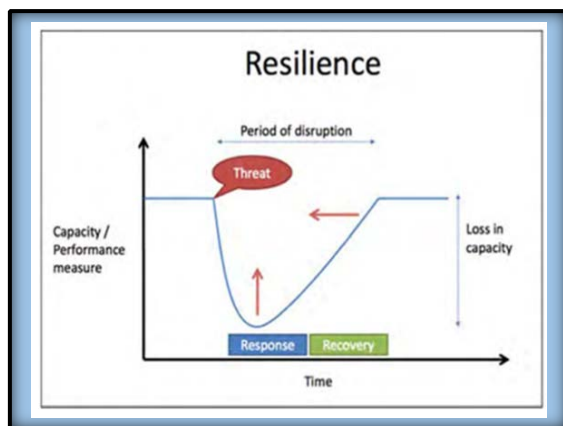 Resilience
Period of disruption
Threat
Capacity /
Performance
measure
Loss in
capacity
Response
Recovery
Time